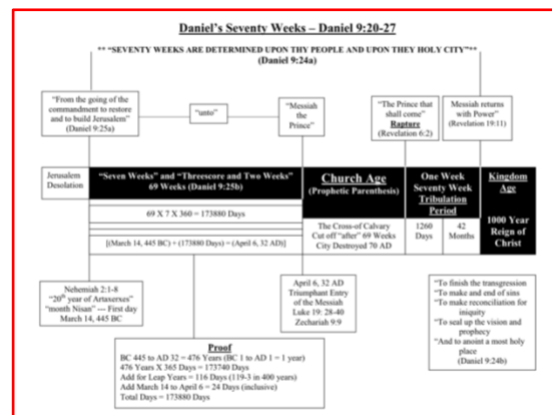 Daniel's Seventy Weeks – Daniel 9:20-27
** "SEVENTY WEEKS ARE DETERMINED UPON THY PEOPLE AND UPON THEY HOLY CITY"**
(Daniel 9:24a)
"From the going of the
commandment to restore
and to build Jerusalem"
(Daniel 9:25a)
"unto"
"Messiah
the Prince"
"The Prince that
shall come"
Rapture
(Revelation 6:2)
Messiah returns
with Power"
(Revelation 19:11)
Jerusalem
Desolation
"Seven Weeks" and "Threescore and Two Weeks"
69 Weeks (Daniel 9:25b)
69 X 7 X 360 = 173880 Days
[(March 14, 445 BC) + (173880 Days) = (April 6, 32 AD)]
Church Age
(Prophetic Parenthesis)
The Cross-of Calvary
Cut off "after" 69 Weeks
City Destroyed 70 AD
One Week
Seventy Week
Tribulation
Period
1260
Days
42
Months
Kingdom
Age
1000 Year
Reign of
Christ
Nehemiah 2:1-8
"20th year of Artaxerxes"
"month Nisan" --- First day
March 14, 445 BC
April 6, 32 AD
Triumphant Entry
of the Messiah
Luke 19: 28-40
Zechariah 9:9
"To finish the transgression
"To make and end of sins
"To make reconciliation for
iniquity
"To seal up the vision and
prophecy
"And to anoint a most holy
place
(Daniel 9:24b)
Proof
BC 445 to AD 32 = 476 Years (BC 1 to AD 1 = 1 year)
476 Years X 365 Days = 173740 Days
Add for Leap Years = 116 Days (119-3 in 400 years)
Add March 14 to April 6 = 24 Days (inclusive)
Total Days = 173880 Days